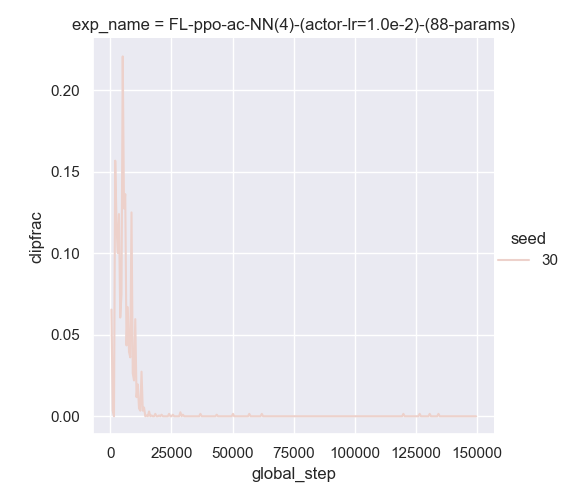 exp_name = FL-ppo-ac-NN(4)-(actor-lr=1.0e-2)-(88-params)
0.20
0.15
0.10
0.05
0.00
clipfrac
0 25000 50000 75000 100000 125000 150000
global_step
seed
30